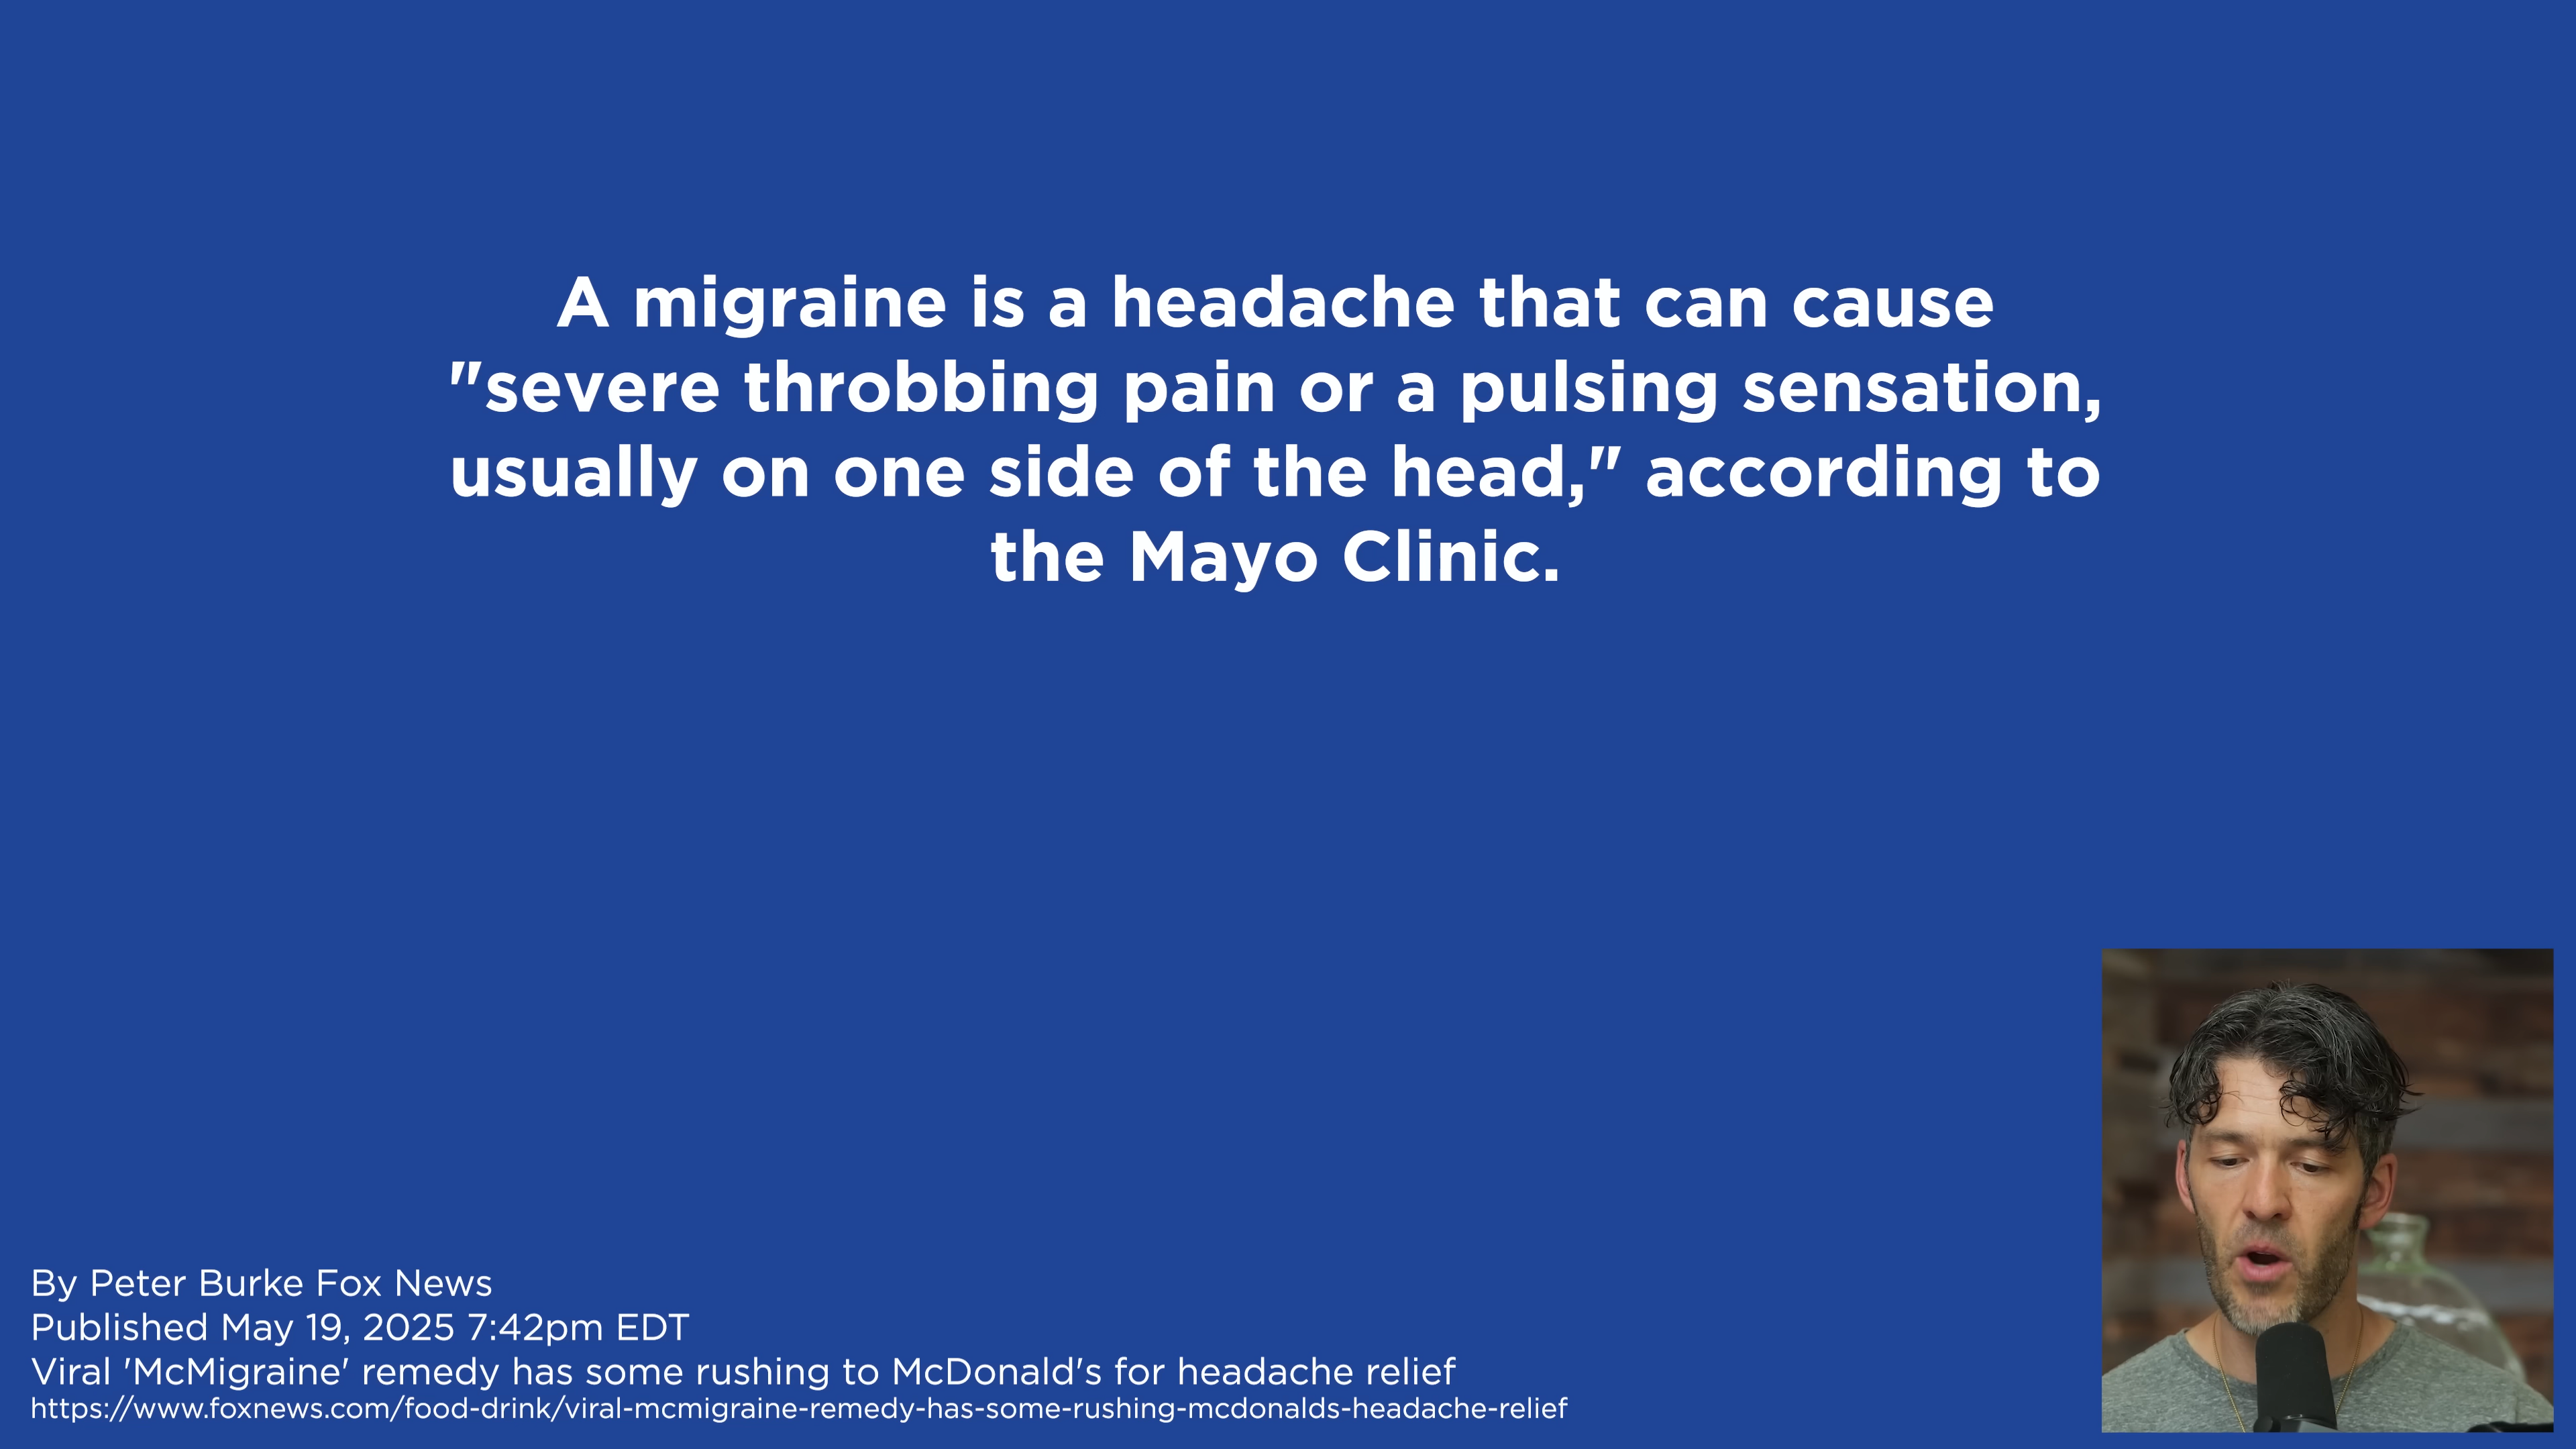 A migraine is a headache that can cause
"severe throbbing pain or a pulsing sensation,
usually on one side of the head," according to
the Mayo Clinic.
By Peter Burke Fox News
Published May 19, 2025 7:42pm EDT
Viral 'McMigraine' remedy has some rushing to McDonald's for headache relief
https://www.foxnews.com/food-drink/viral-mcmigraine-remedy-has-some-rushing-mcdonalds-headache-relief